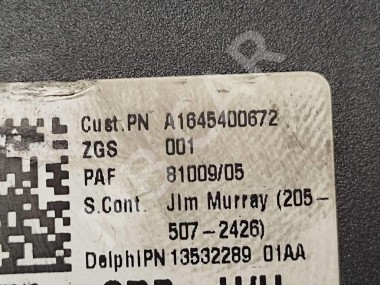 Cust.PN A1645400672
ZGS 001
PAF 81009/05
S.Cont. Jim Murray (205-
507-2426)
DelphiPN 13532289 01AA